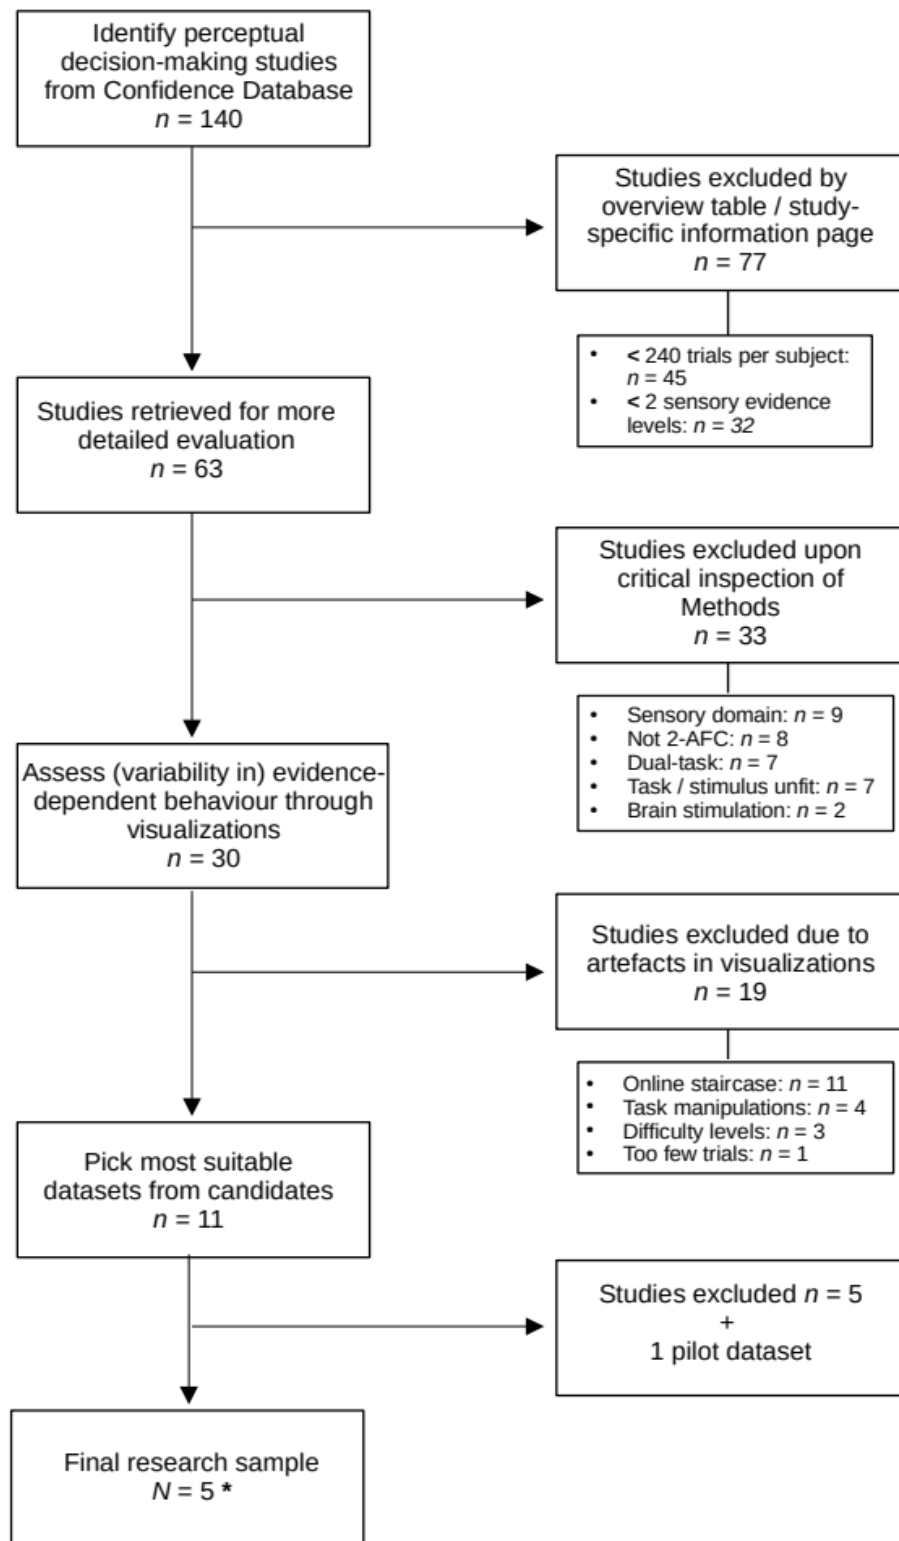 Identify perceptual
decision-making studies
from Confidence Database
n = 140
Studies excluded by
overview table / study-
specific information page
n = 77
• < 240 trials per subject:
n = 45
• < 2 sensory evidence
levels: n = 32
Studies retrieved for more
detailed evaluation
n = 63
Studies excluded upon
critical inspection of
Methods
n = 33
• Sensory domain: n = 9
• Not 2-AFC: n = 8
• Dual-task: n = 7
• Task / stimulus unfit: n = 7
• Brain stimulation: n = 2
Assess (variability in) evidence-
dependent behaviour through
visualizations
n = 30
Studies excluded due to
artefacts in visualizations
n = 19
• Online staircase: n = 11
• Task manipulations: n = 4
• Difficulty levels: n = 3
• Too few trials: n = 1
Pick most suitable
datasets from candidates
n = 11
Studies excluded n = 5
+
1 pilot dataset
Final research sample
N = 5 *